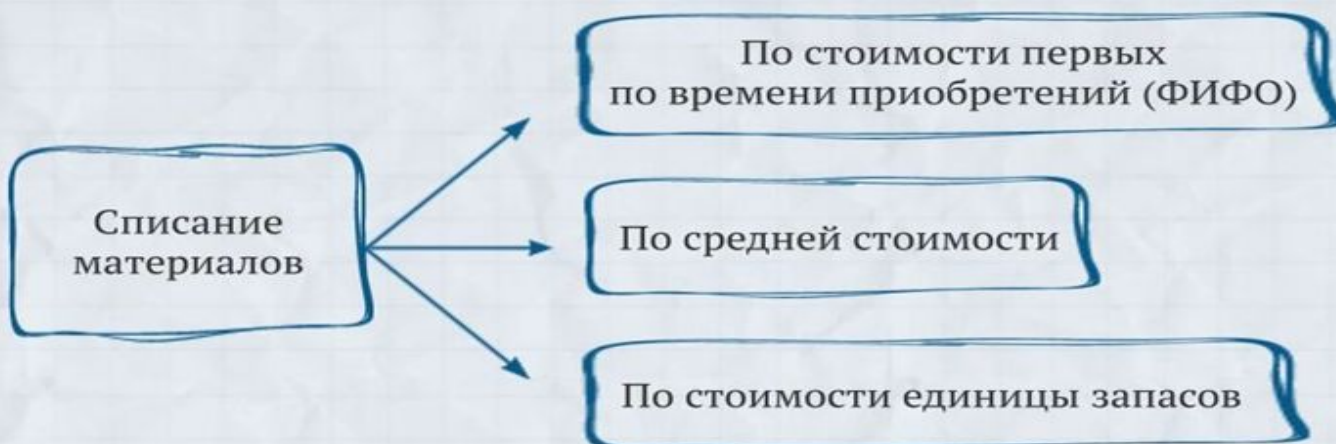 По стоимости первых
по времени приобретений (ФИФО)
Списание
материалов
По средней стоимости
По стоимости единицы запасов